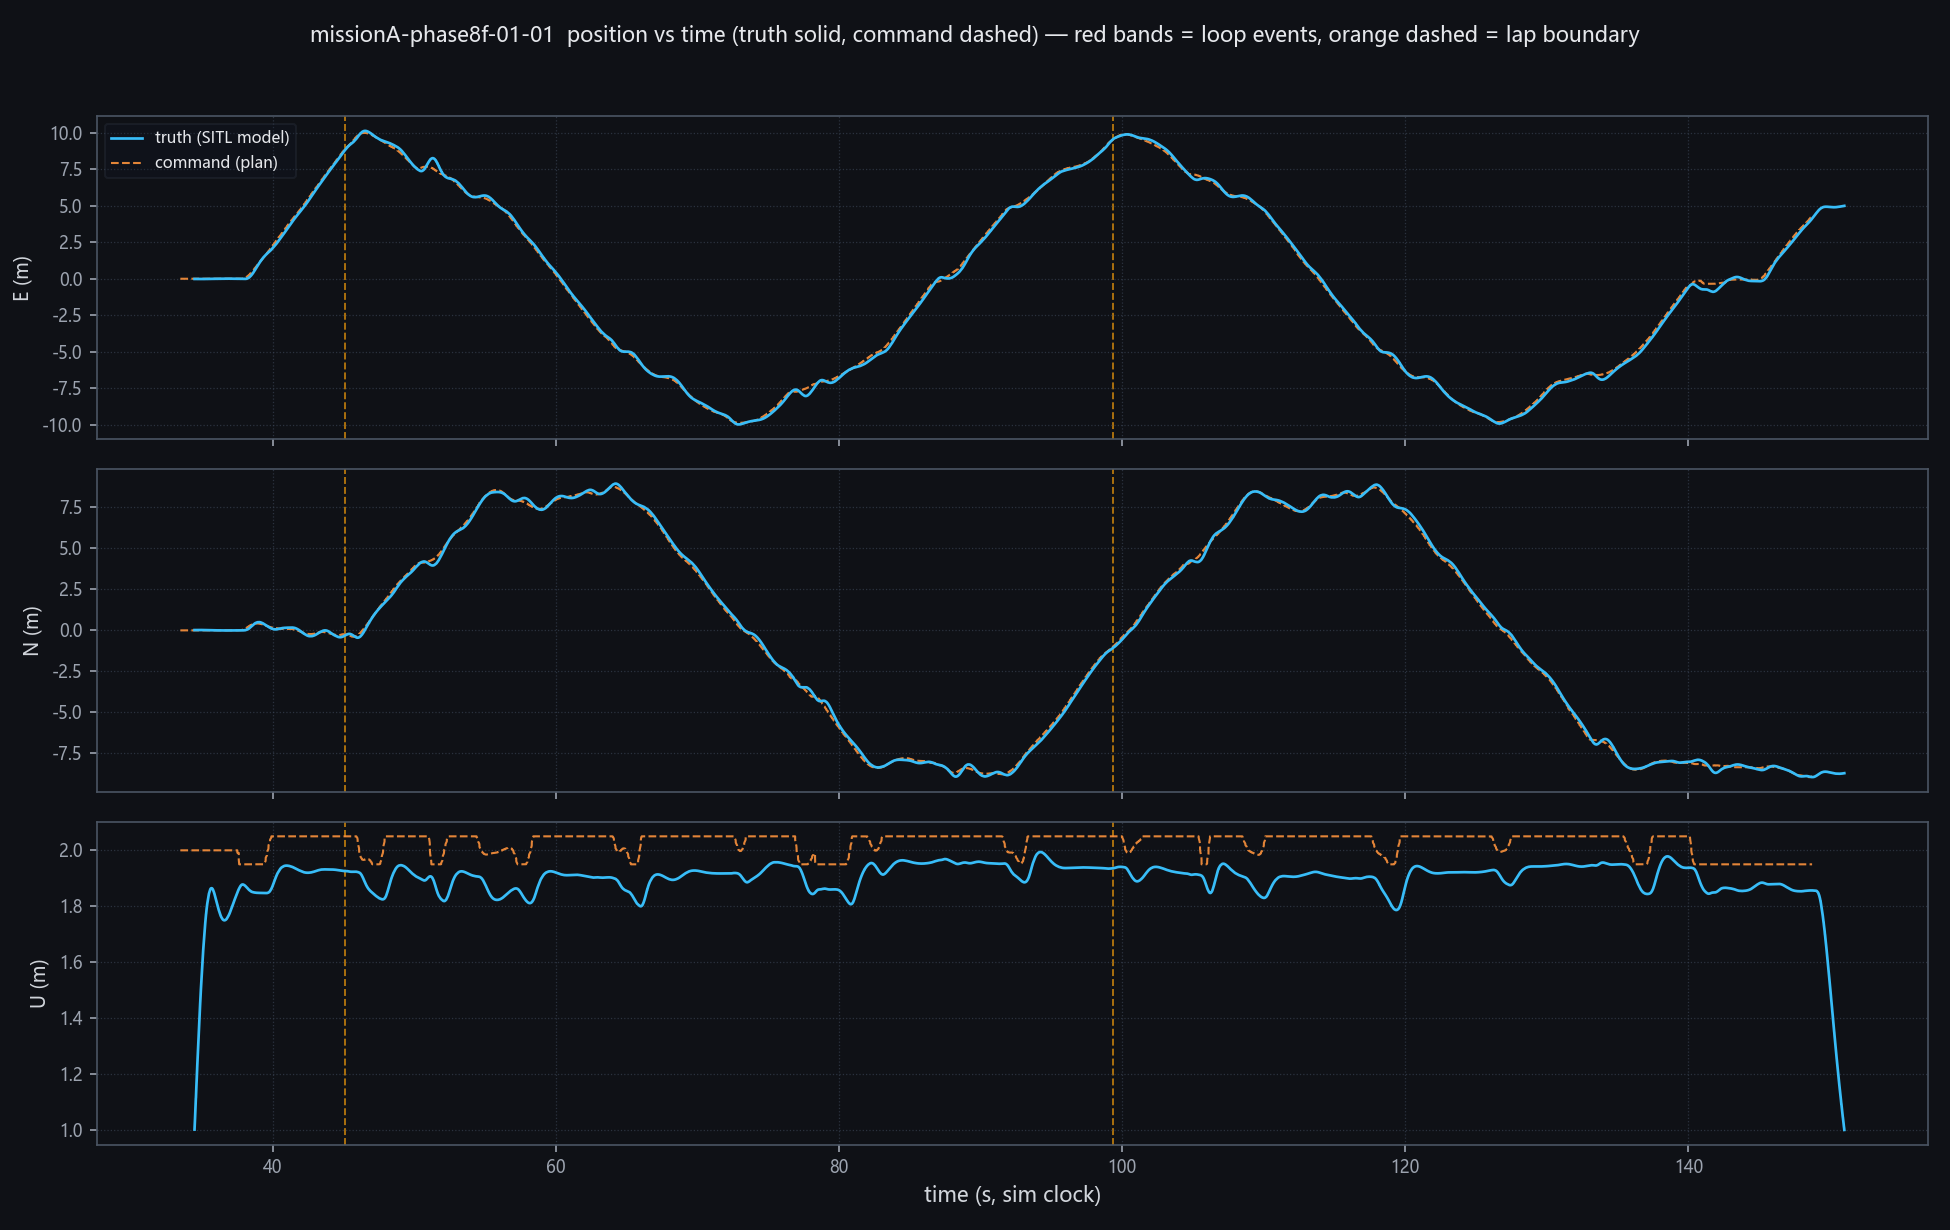 missionA-phase8f-01-01  position vs time (truth solid, command dashed) — red bands = loop events, orange dashed = lap boundary
truth (SITL model)
command (plan)
E (m)
10.0
7.5
5.0
2.5
0.0
-2.5
-5.0
-7.5
-10.0
N (m)
7.5
5.0
2.5
0.0
-2.5
-5.0
-7.5
U (m)
2.0
1.8
1.6
1.4
1.2
1.0
40 60 80 100 120 140
time (s, sim clock)